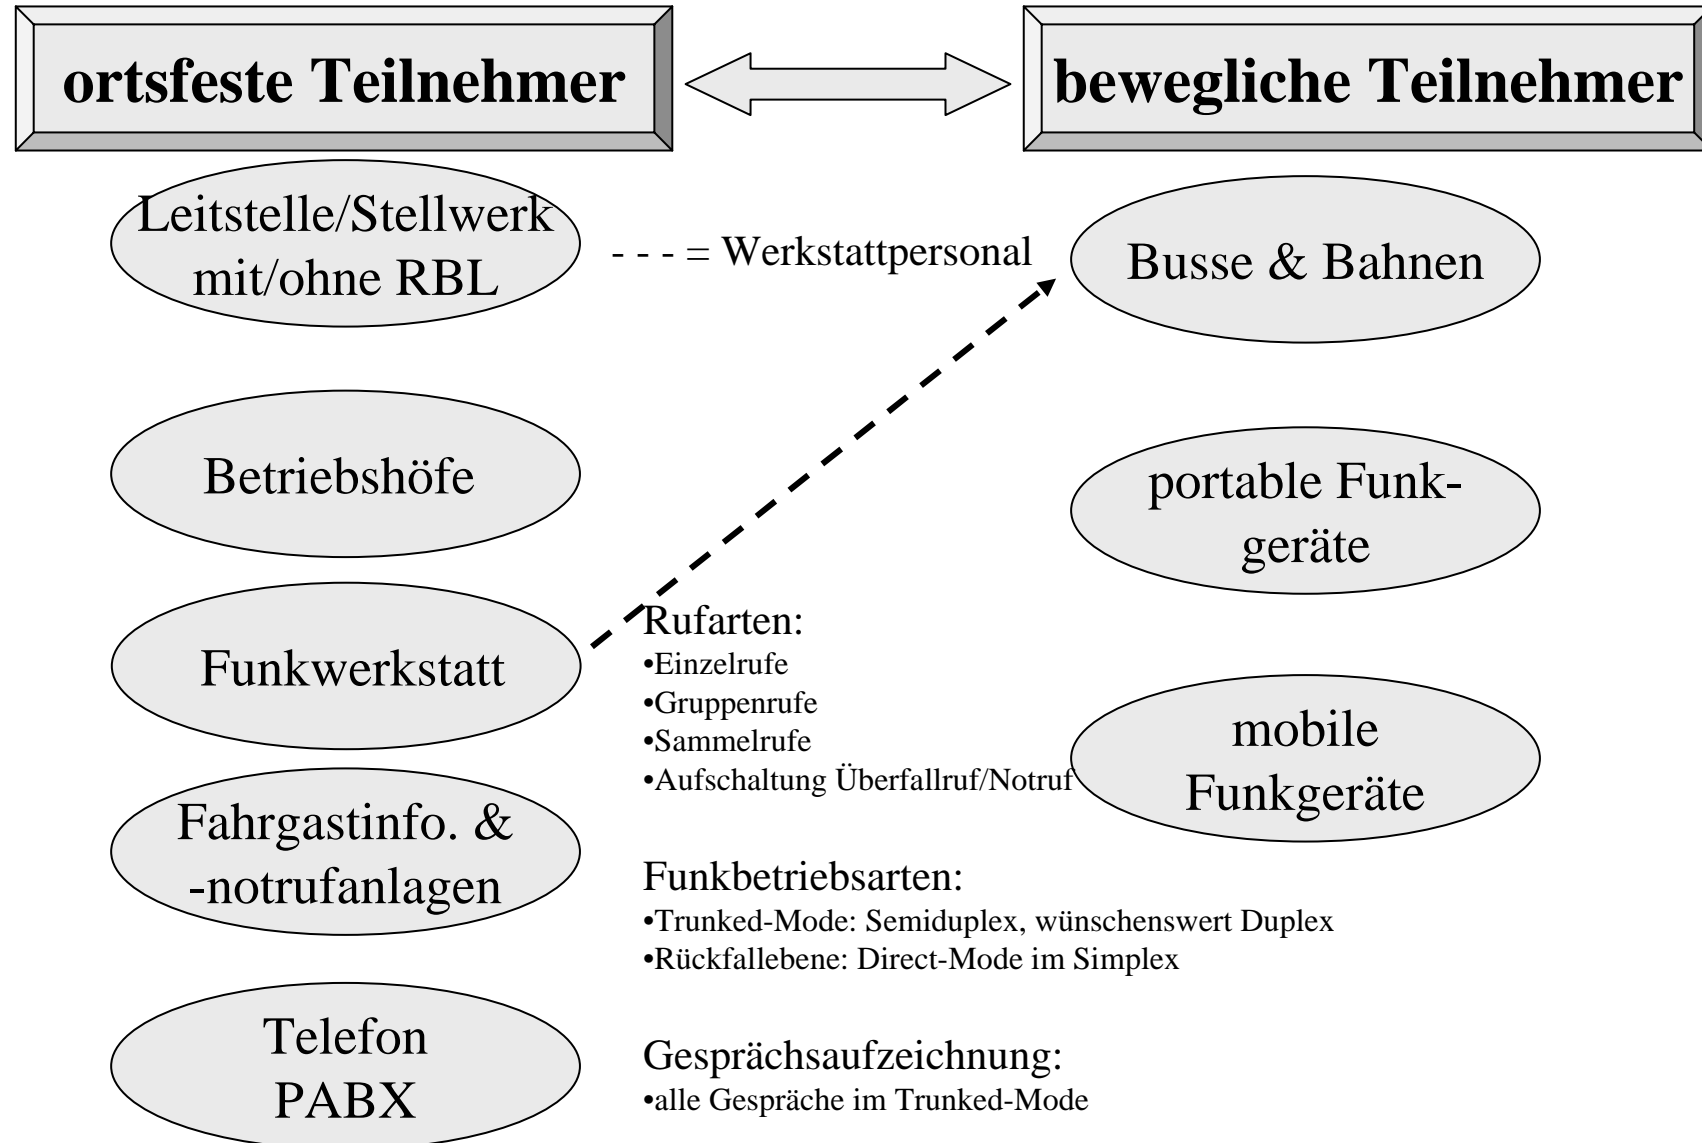 ortsfeste Teilnehmer
bewegliche Teilnehmer
Leitstelle/Stellwerk
mit/ohne RBL
- - - = Werkstattpersonal
Busse & Bahnen
Betriebshöfe
portable Funk-
geräte
Funkwerkstatt
Rufarten:
•Einzelrufe
•Gruppenrufe
•Sammelrufe
•Aufschaltung Überfallruf/Notruf
mobile
Funkgeräte
Fahrgastinfo. &
-notrufanlagen
Funkbetriebsarten:
•Trunked-Mode: Semiduplex, wünschenswert Duplex
•Rückfallebene: Direct-Mode im Simplex
Telefon
PABX
Gesprächsaufzeichnung:
•alle Gespräche im Trunked-Mode